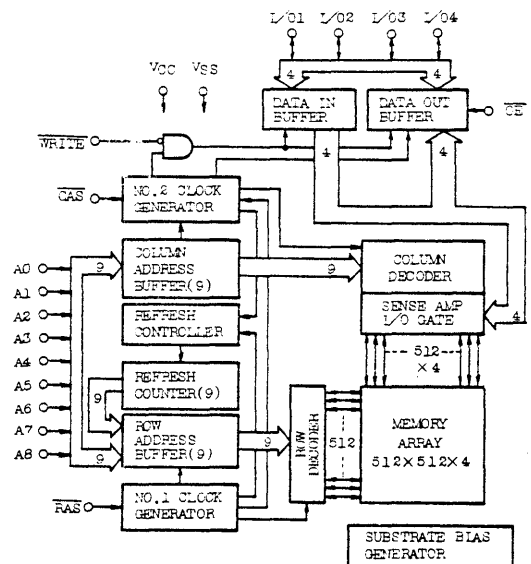 I/O1 I/O2 I/O3 I/O4
VCC VSS
4 4
DATA IN
BUFFER
DATA OUT
BUFFER
OE
WRITE
4
CAS
NO.2 CLOCK
GENERATOR
A0
A1
A2
A3
A4
A5
A6
A7
A8
9
COLUMN
ADDRESS
BUFFER(9)
9
COLUMN
DECODER
REFRESH
CONTROLLER
SENSE AMP
I/O GATE
4
512
×4
REFRESH
COUNTER(9)
9
ROW
ADDRESS
BUFFER(9)
9
9
ROW
DECODER
512
MEMORY
ARRAY
512×512×4
RAS
NO.1 CLOCK
GENERATOR
SUBSTRATE BIAS
GENERATOR